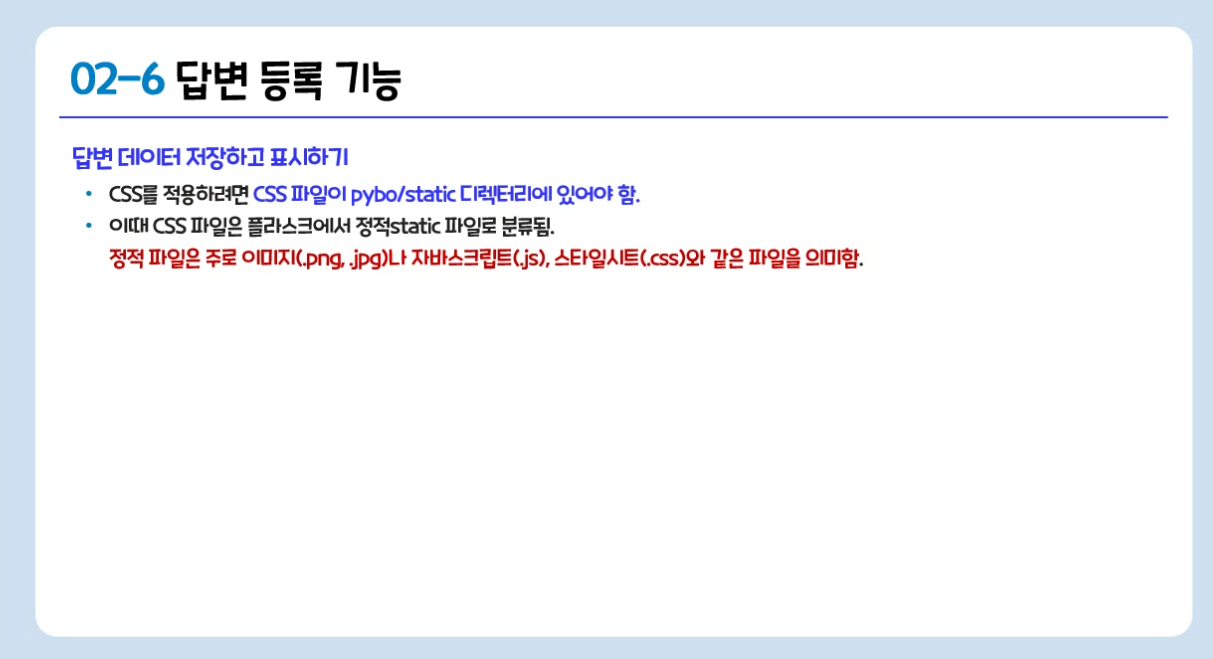 02-6 답변 등록 기능
답변 데이터 저장하고 표시하기
• CSS를 적용하려면 CSS 파일이 pybo/static 디렉터리에 있어야 함.
• 이때 CSS 파일은 플라스크에서 정적static 파일로 분류됨.
정적 파일은 주로 이미지(.png, .jpg)나 자바스크립트(.js), 스타일시트(.css)와 같은 파일을 의미함.